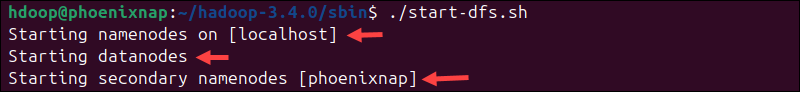 hdoop@phoenixnap:~/hadoop-3.4.0/sbin$ ./start-dfs.sh
Starting namenodes on [localhost]
Starting datanodes
Starting secondary namenodes [phoenixnap]